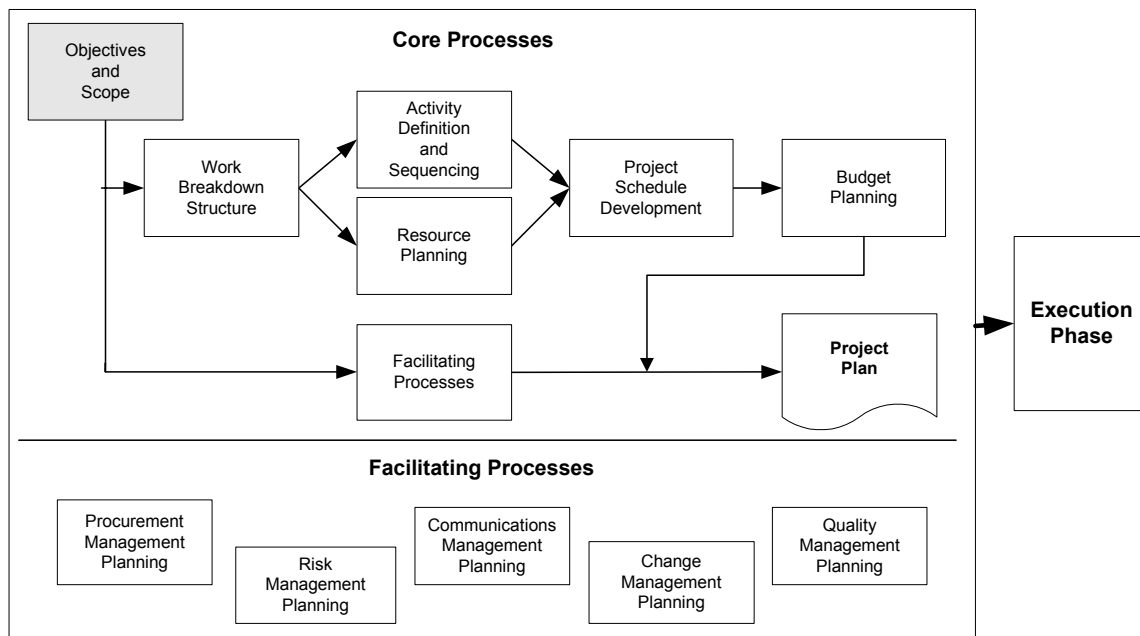 Objectives
and
Scope
Core Processes
Work
Breakdown
Structure
Activity
Definition
and
Sequencing
Resource
Planning
Project
Schedule
Development
Budget
Planning
Facilitating
Processes
Project
Plan
Execution
Phase
Facilitating Processes
Procurement
Management
Planning
Risk
Management
Planning
Communications
Management
Planning
Change
Management
Planning
Quality
Management
Planning